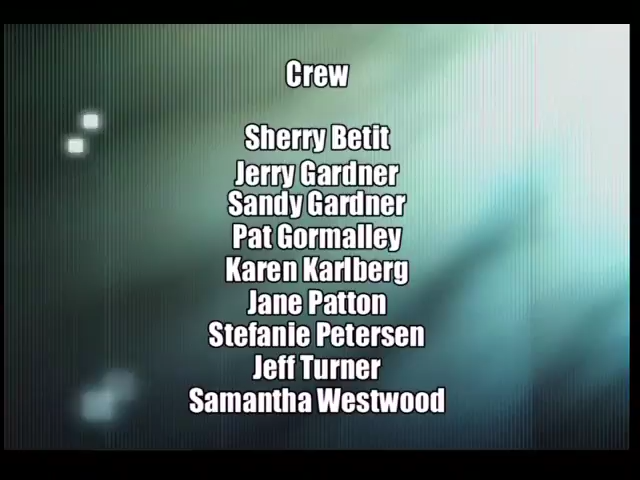 Crew
Sherry Betit
Jerry Gardner
Sandy Gardner
Pat Gormalley
Karen Karlberg
Jane Patton
Stefanie Petersen
Jeff Turner
Samantha Westwood